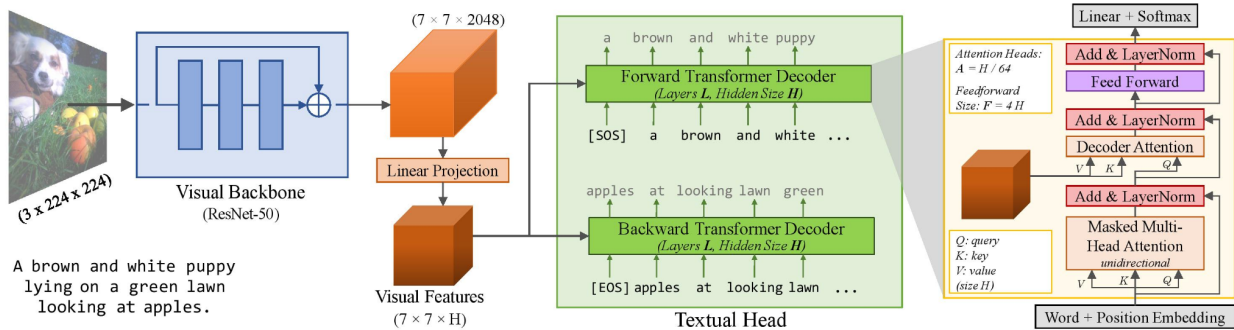 (3 x 224 x 224)
A brown and white puppy
lying on a green lawn
looking at apples.
Visual Backbone
(ResNet-50)
(7 × 7 × 2048)
Linear Projection
Visual Features
(7 × 7 × H)
a brown and white puppy
Forward Transformer Decoder
(Layers L, Hidden Size H)
[SOS] a brown and white ...
apples at looking lawn green
Backward Transformer Decoder
(Layers L, Hidden Size H)
[EOS] apples at looking lawn ...
Textual Head
Attention Heads:
A = H / 64
Feedforward
Size: F = 4 H
Q: query
K: key
V: value
(size H)
Linear + Softmax
Add & LayerNorm
Feed Forward
Add & LayerNorm
Decoder Attention
V K Q
Add & LayerNorm
Masked Multi-
Head Attention
unidirectional
V K Q
Word + Position Embedding